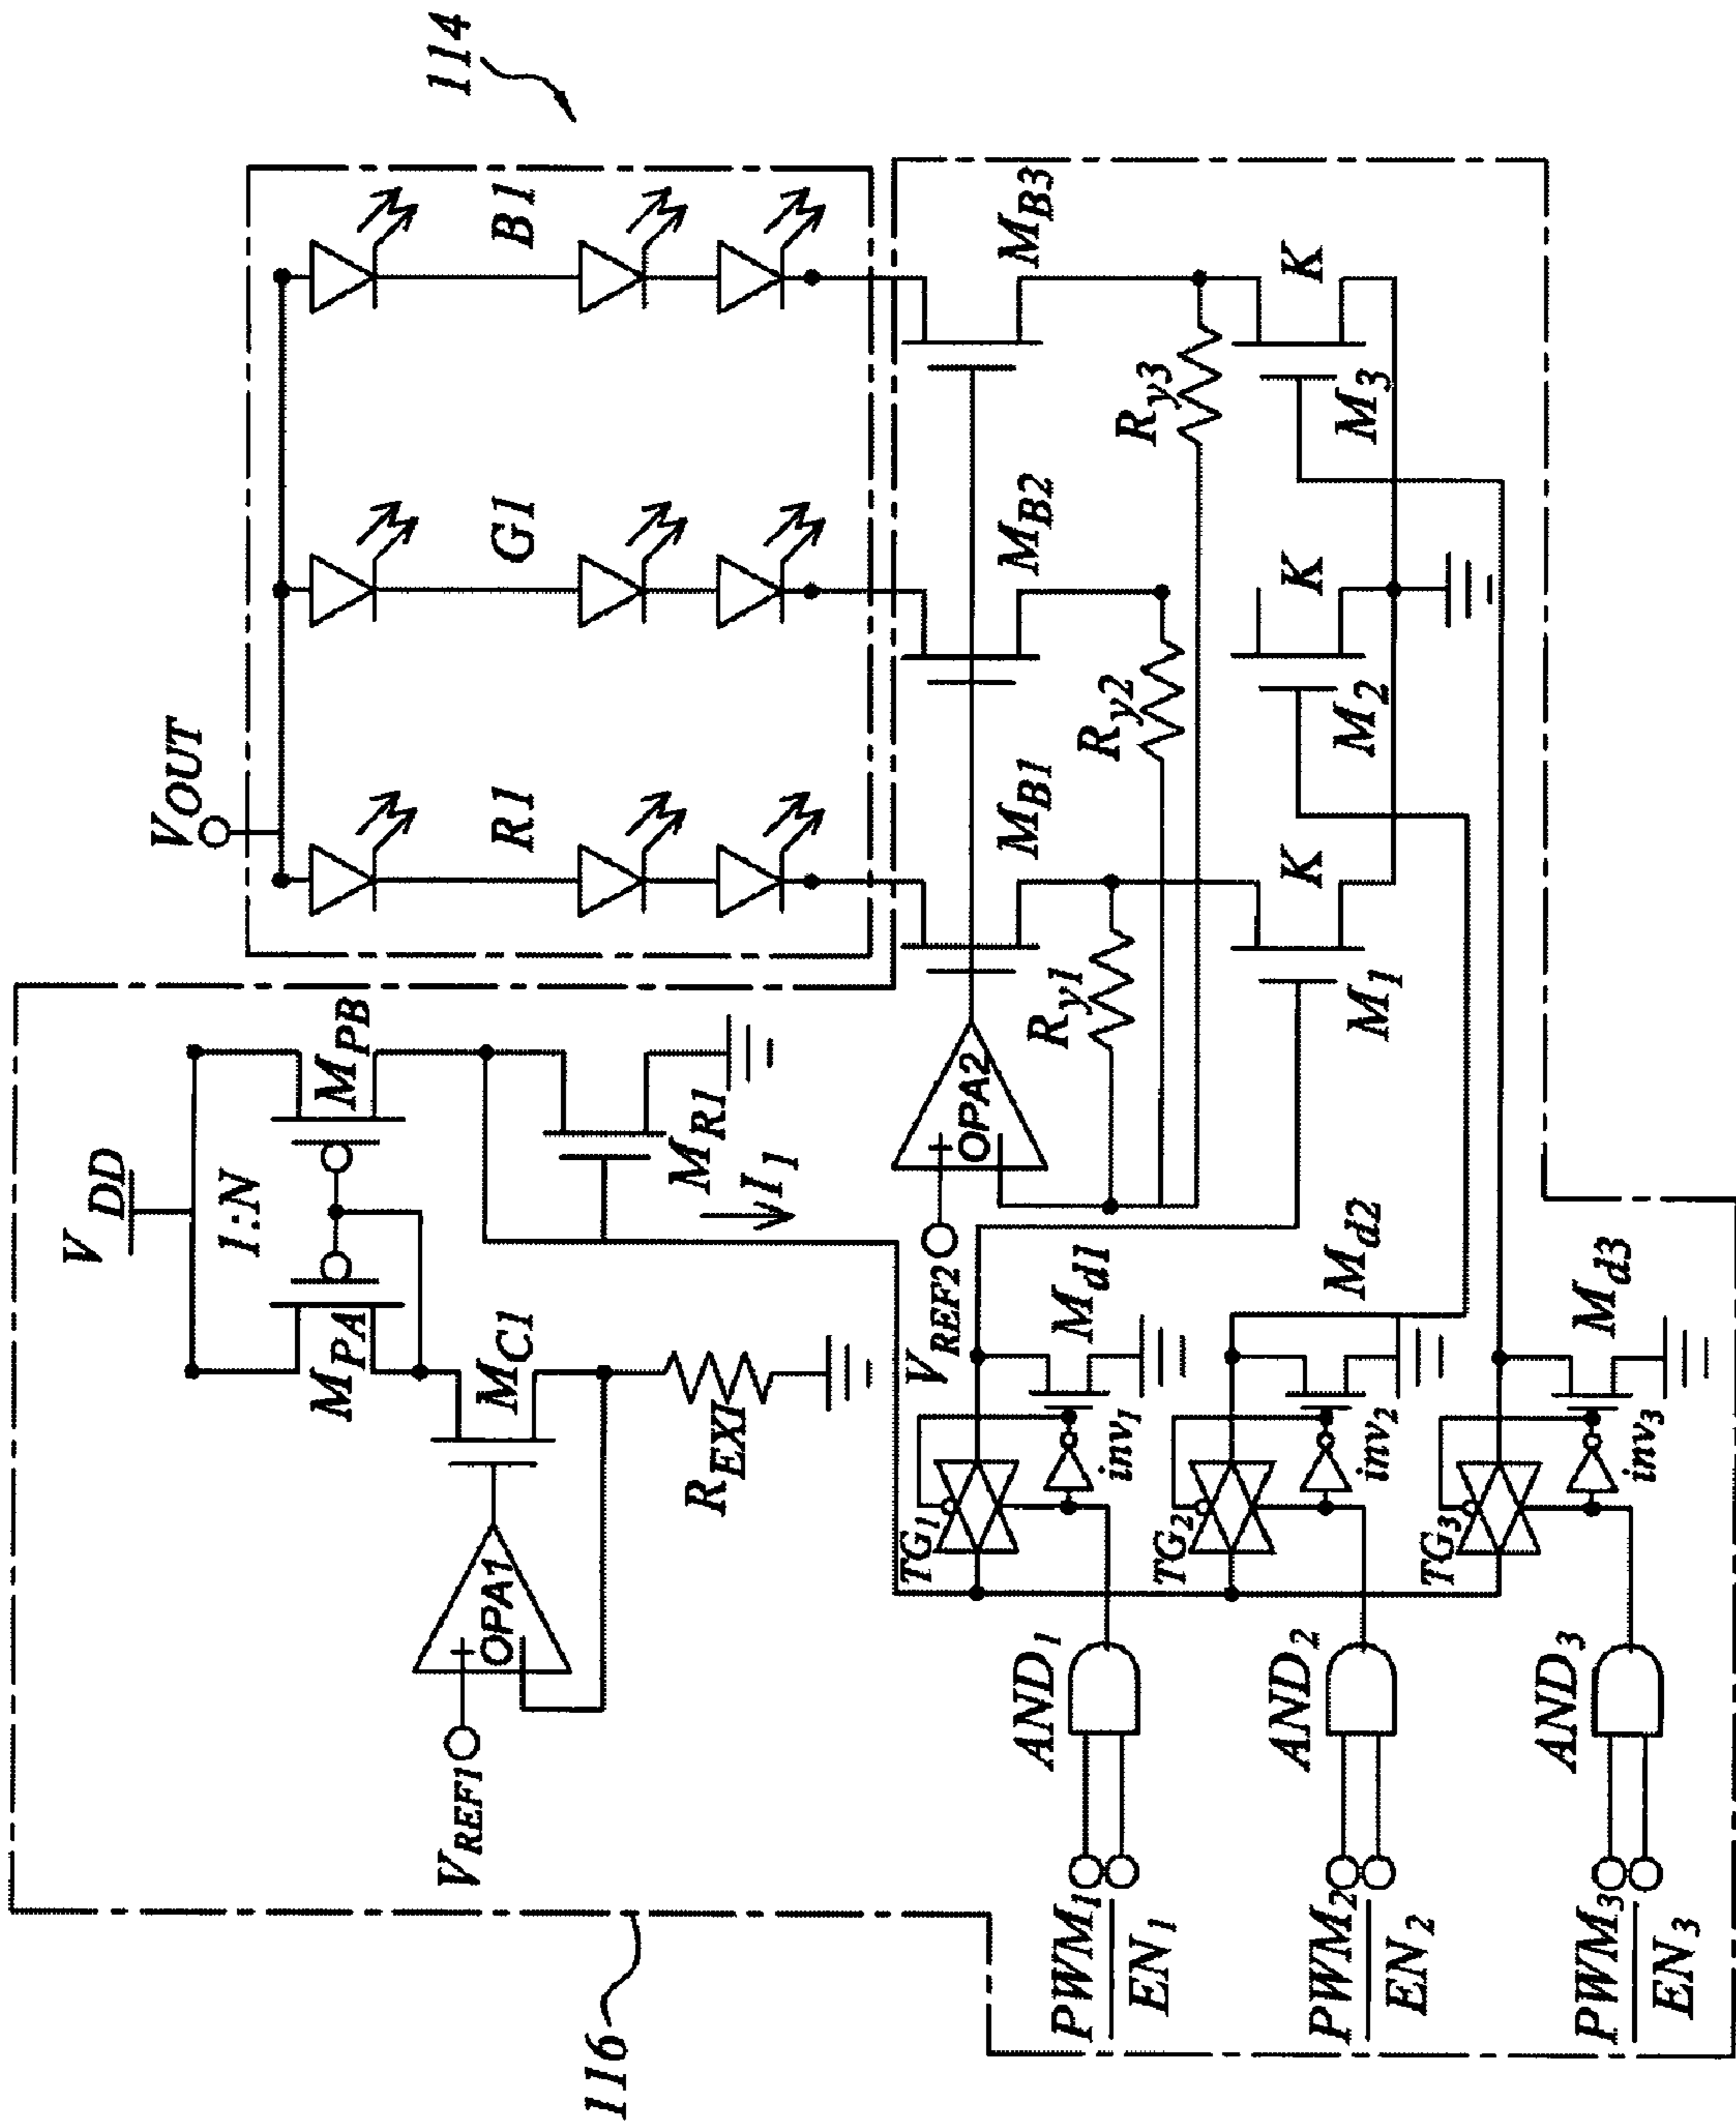 114
116
V_OUT
R1
G1
B1
V_DD
1:N
M_PA
M_PB
M_C1
M_R1
I_1
V_REF1
OPA1
R_EXI
V_REF2
OPA2
M_B1
M_B2
M_B3
R_y1
R_y2
R_y3
M_1
K
M_2
K
M_3
K
TG_1
inv_1
M_d1
TG_2
inv_2
M_d2
TG_3
inv_3
M_d3
AND_1
PWM_1
EN_1
AND_2
PWM_2
EN_2
AND_3
PWM_3
EN_3